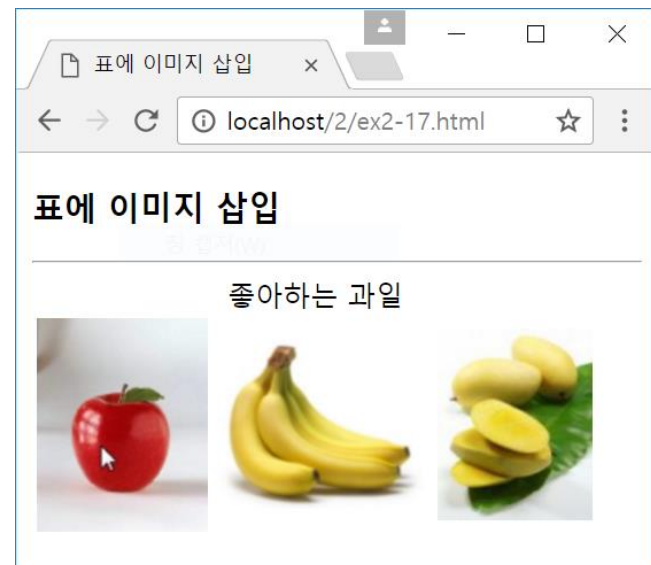 표에 이미지 삽입
localhost/2/ex2-17.html
표에 이미지 삽입
좋아하는 과일